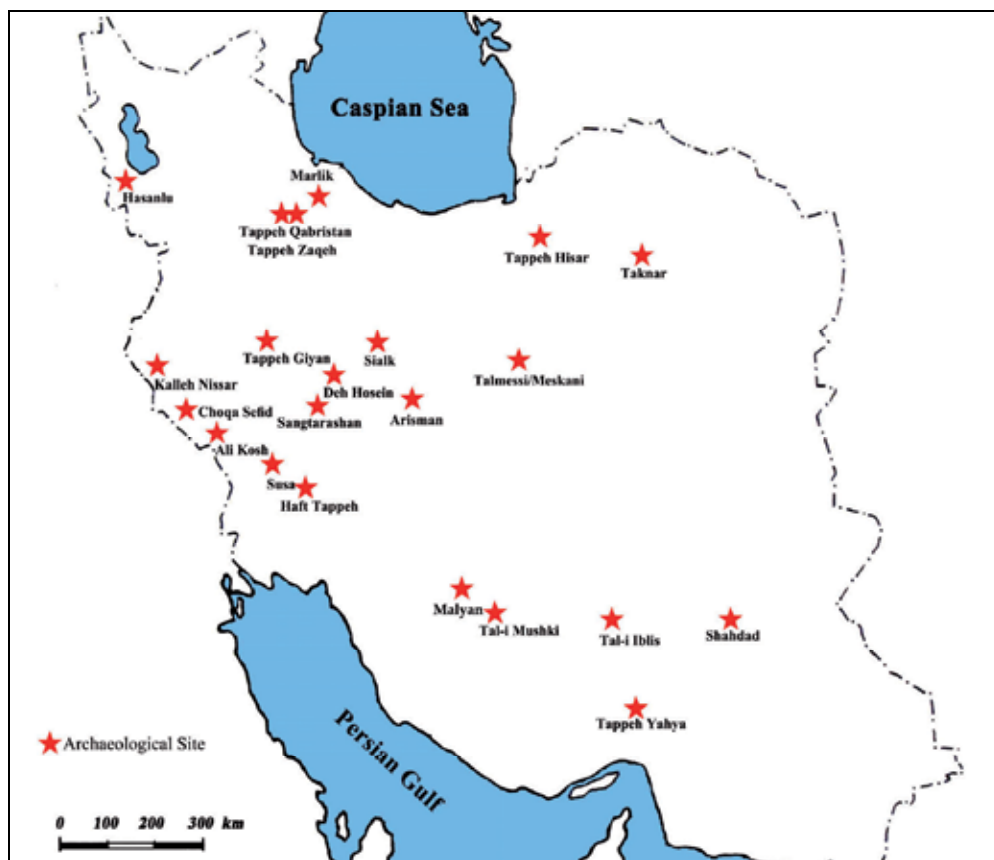 Caspian Sea
Marlik
Hasanlu
Tappeh Qabristan
Tappeh Zaqeh
Tappeh Hisar
Taknar
Tappeh Giyan
Sialk
Talmessi/Meskani
Kalleh Nissar
Deh Hosein
Choqa Sefid
Sangtarashan
Arisman
Ali Kosh
Susa
Haft Tappeh
Malyan
Tal-i Mushki
Tal-i Iblis
Shahdad
Tappeh Yahya
Persian Gulf
Archaeological Site
0 100 200 300 km